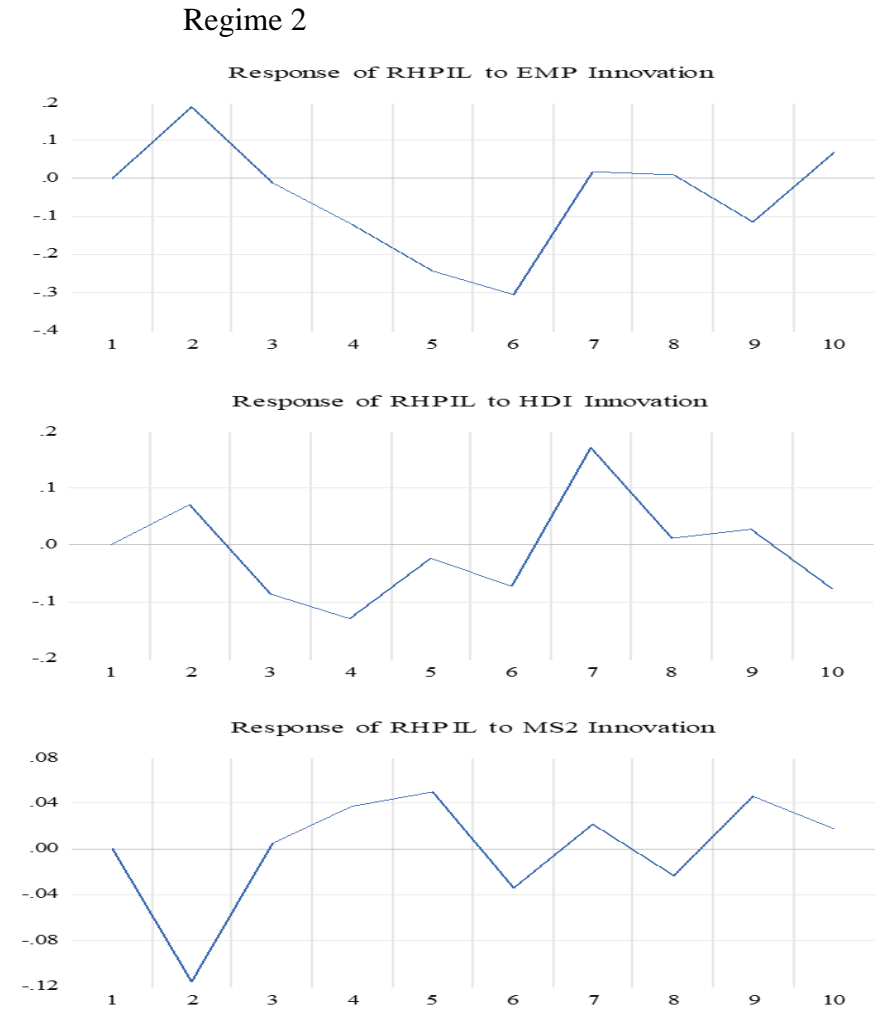 Regime 2
Response of RHPIL to EMP Innovation
.2
.1
.0
-.1
-.2
-.3
-.4
1 2 3 4 5 6 7 8 9 10
Response of RHPIL to HDI Innovation
.2
.1
.0
-.1
-.2
1 2 3 4 5 6 7 8 9 10
Response of RHPIL to MS2 Innovation
.08
.04
.00
-.04
-.08
-.12
1 2 3 4 5 6 7 8 9 10